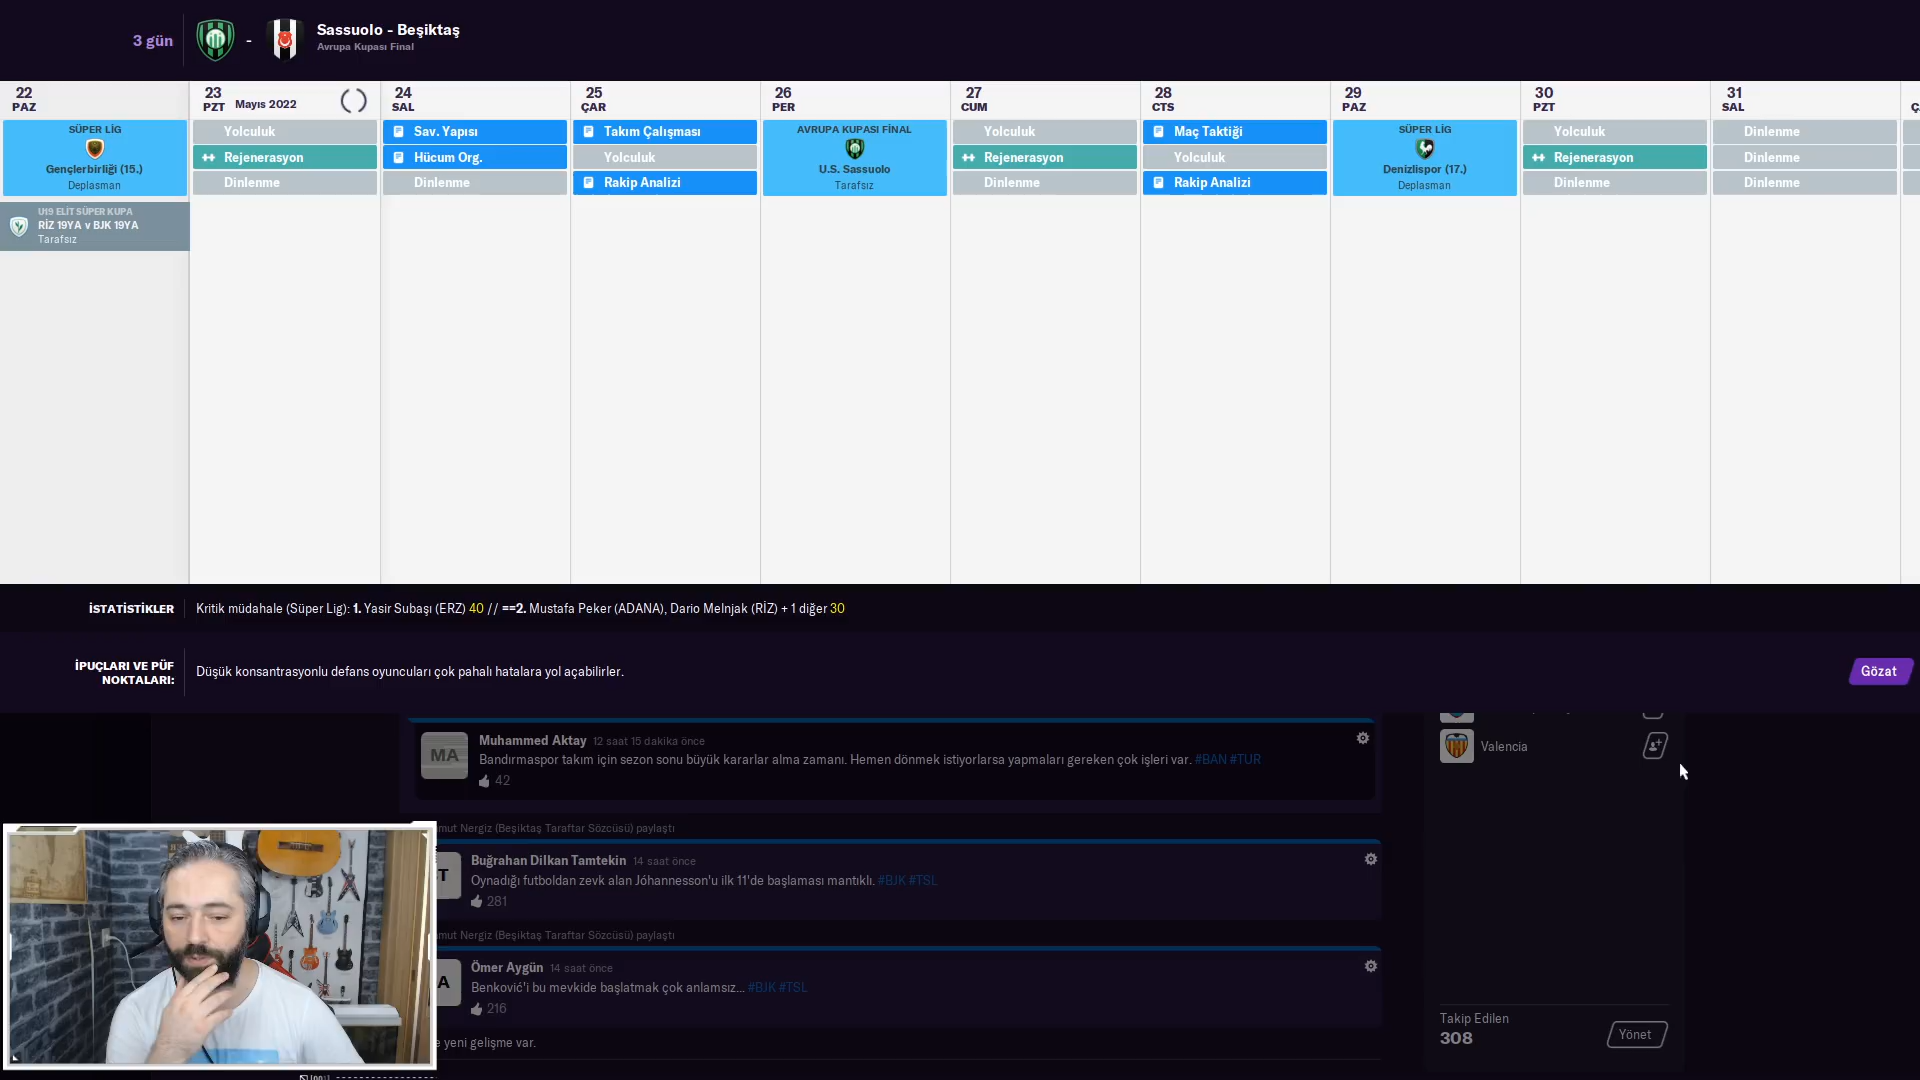 3 gün
-
Sassuolo - Beşiktaş
Avrupa Kupası Final
22
PAZ
23
PZT Mayıs 2022
24
SAL
25
ÇAR
26
PER
27
CUM
28
CTS
29
PAZ
30
PZT
31
SAL
SÜPER LİG
Gençlerbirliği (15.)
Deplasman
U19 ELİT SÜPER KUPA
RİZ 19YA v BJK 19YA
Tarafsız
Yolculuk
Rejenerasyon
Dinlenme
Sav. Yapısı
Hücum Org.
Dinlenme
Takım Çalışması
Yolculuk
Rakip Analizi
AVRUPA KUPASI FİNAL
U.S. Sassuolo
Tarafsız
Yolculuk
Rejenerasyon
Dinlenme
Maç Taktiği
Yolculuk
Rakip Analizi
SÜPER LİG
Denizlispor (17.)
Deplasman
Yolculuk
Rejenerasyon
Dinlenme
Dinlenme
Dinlenme
Dinlenme
İSTATİSTİKLER
Kritik müdahale (Süper Lig): 1. Yasir Subaşı (ERZ) 40 // ==2. Mustafa Peker (ADANA), Dario Melnjak (RİZ) + 1 diğer 30
İPUÇLARI VE PÜF
NOKTALARI:
Düşük konsantrasyonlu defans oyuncuları çok pahalı hatalara yol açabilirler.
Gözat
MA
Muhammed Aktay 12 saat 15 dakika önce
Bandırmaspor takım için sezon sonu büyük kararlar alma zamanı. Hemen dönmek istiyorlarsa yapmaları gereken çok işleri var. #BAN #TUR
42
Valencia
mut Nergiz (Beşiktaş Taraftar Sözcüsü) paylaştı
T
Buğrahan Dilkan Tamtekin 14 saat önce
Oynadığı futboldan zevk alan Jóhannesson'u ilk 11'de başlaması mantıklı. #BJK #TSL
281
mut Nergiz (Beşiktaş Taraftar Sözcüsü) paylaştı
A
Ömer Aygün 14 saat önce
Benković'i bu mevkide başlatmak çok anlamsız... #BJK #TSL
216
e yeni gelişme var.
Takip Edilen
308
Yönet